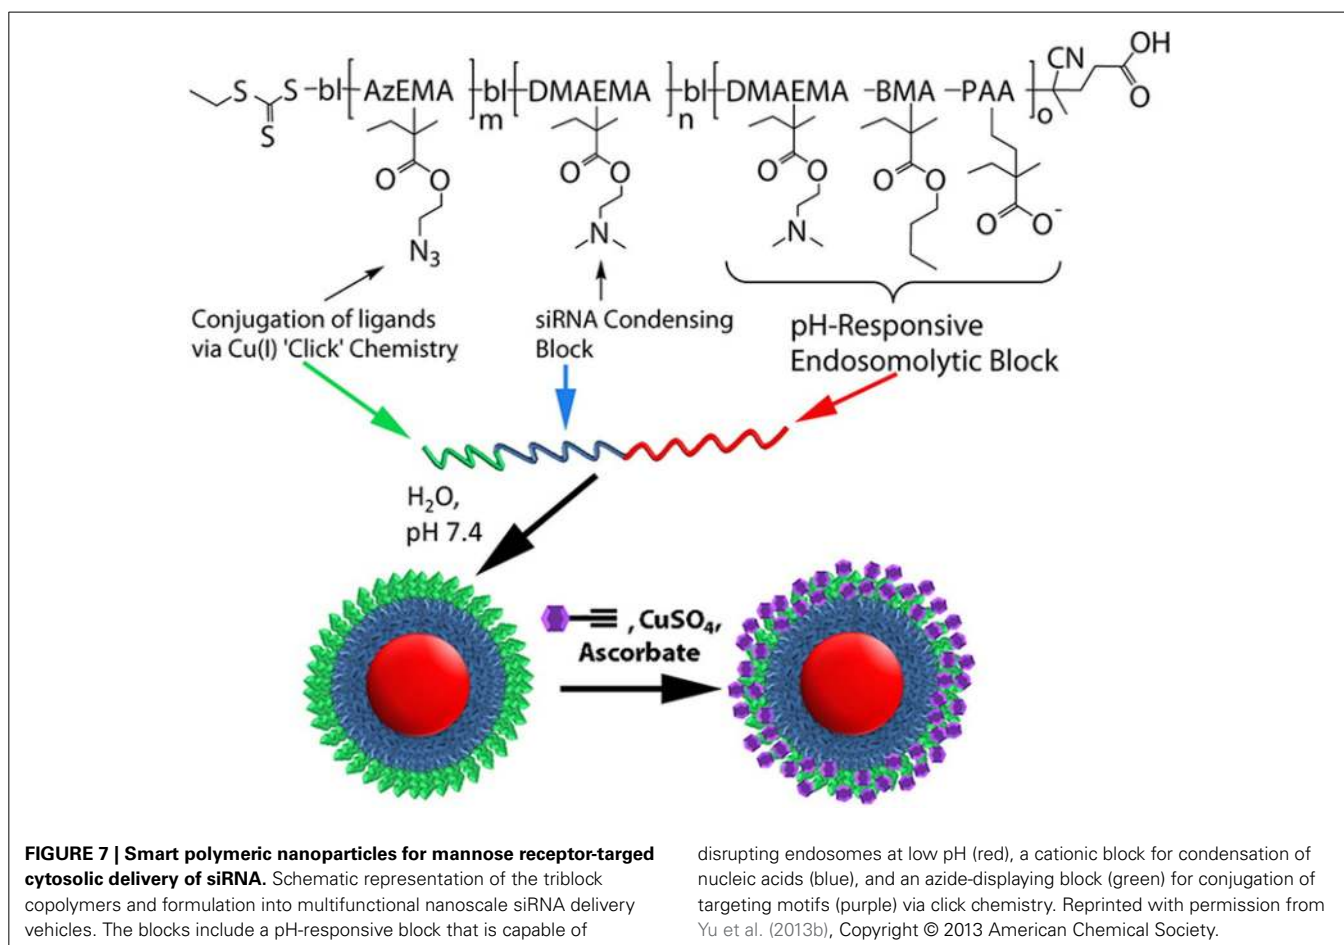 S S -bl-[ AzEMA ]m -bl-[ DMAEMA ]n -bl-[ DMAEMA -BMA -PAA ]o CN OH
S O
O O O O O O O O
O O-
N3 N N
Conjugation of ligands
via Cu(I) 'Click' Chemistry
siRNA Condensing
Block
pH-Responsive
Endosomolytic Block
H2O,
pH 7.4
, CuSO4,
Ascorbate
FIGURE 7 | Smart polymeric nanoparticles for mannose receptor-targed
cytosolic delivery of siRNA. Schematic representation of the triblock
copolymers and formulation into multifunctional nanoscale siRNA delivery
vehicles. The blocks include a pH-responsive block that is capable of
disrupting endosomes at low pH (red), a cationic block for condensation of
nucleic acids (blue), and an azide-displaying block (green) for conjugation of
targeting motifs (purple) via click chemistry. Reprinted with permission from
Yu et al. (2013b), Copyright © 2013 American Chemical Society.